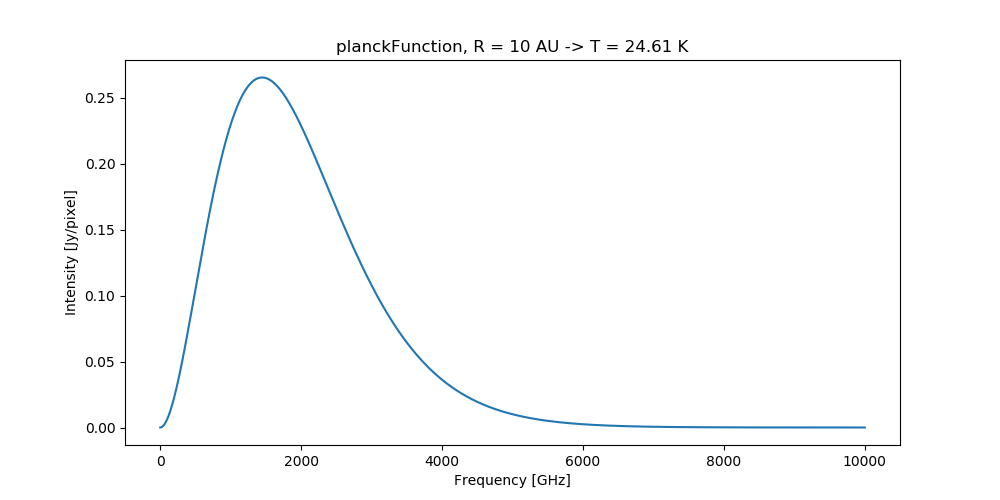 planckFunction, R = 10 AU -> T = 24.61 K
0.25
0.20
0.15
0.10
0.05
0.00
Intensity [Jy/pixel]
0 2000 4000 6000 8000 10000
Frequency [GHz]